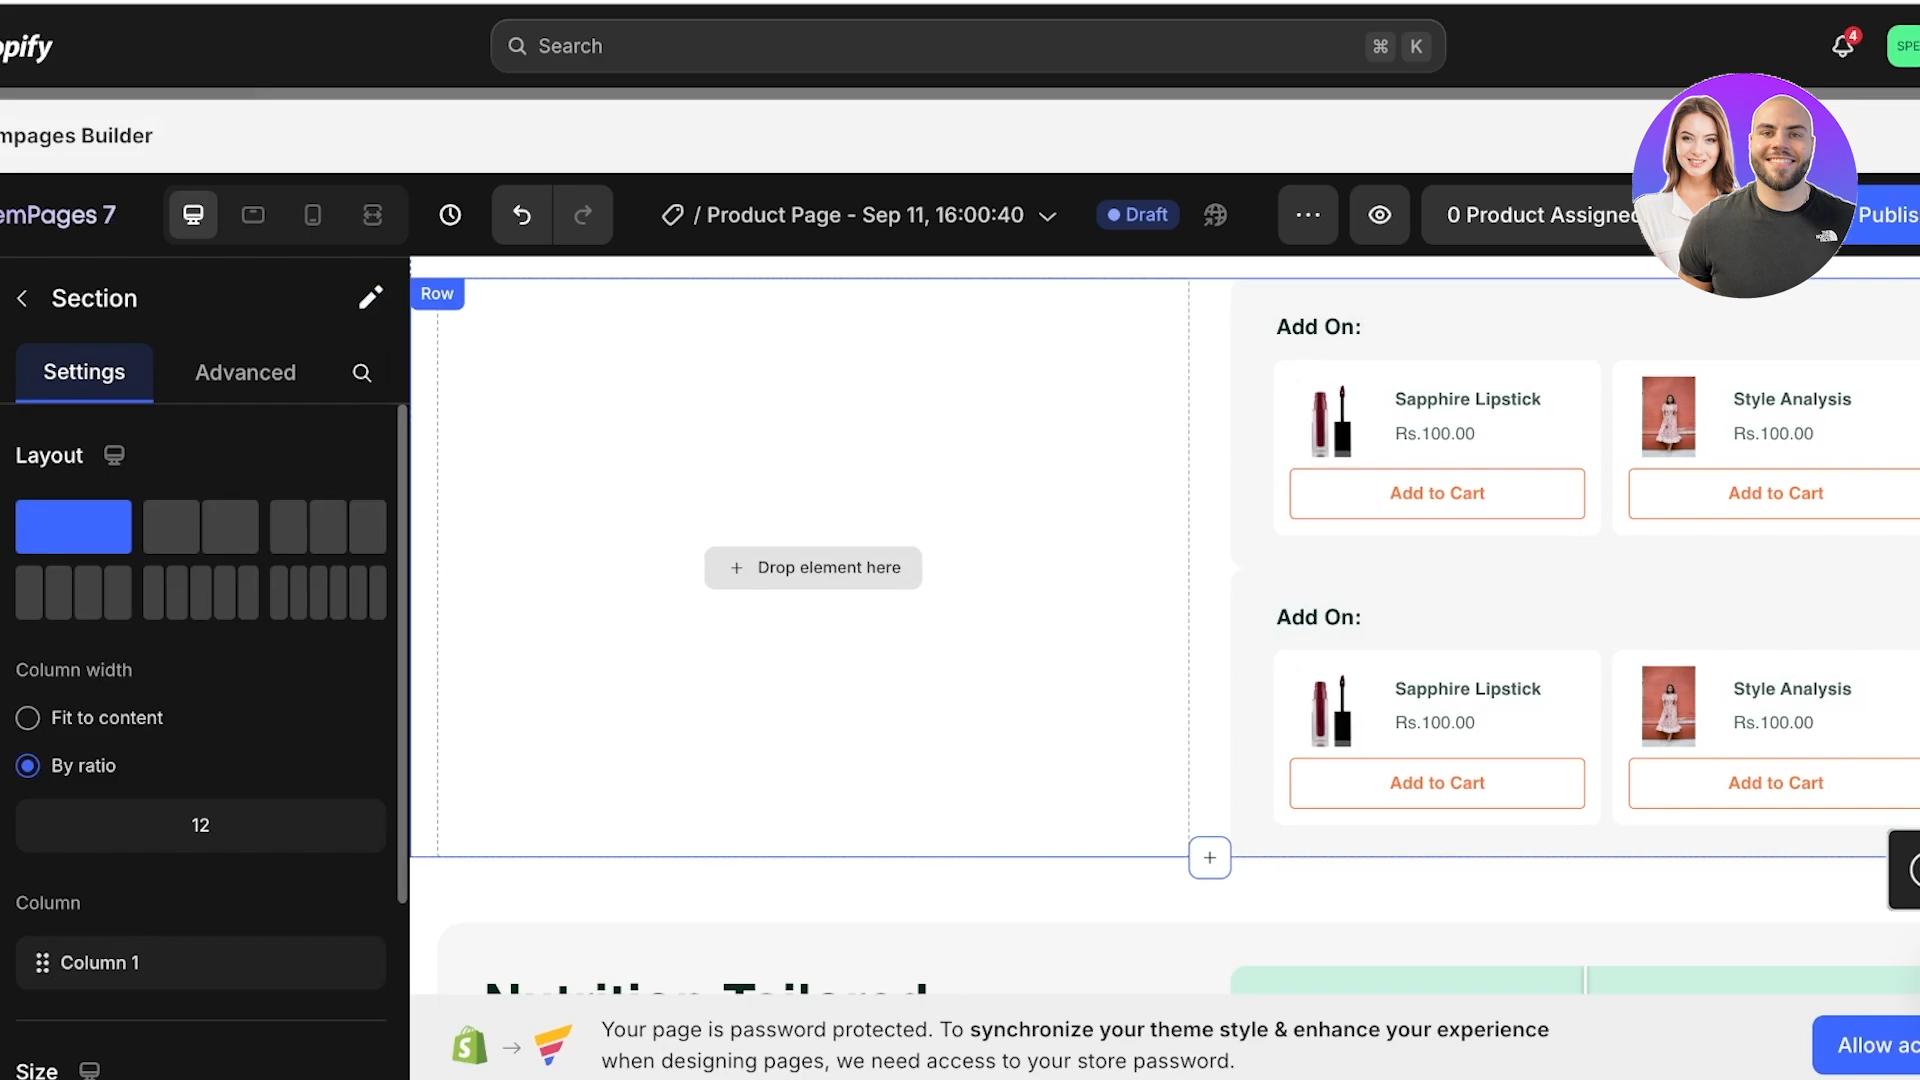 opify
Search
⌘ K
4
SPE
mpages Builder
emPages 7
/ Product Page - Sep 11, 16:00:40
Draft
0 Product Assigned
Publis
Section
Settings
Advanced
Layout
Column width
Fit to content
By ratio
12
Column
Column 1
Size
Row
+ Drop element here
+
Add On:
Sapphire Lipstick
Rs.100.00
Add to Cart
Style Analysis
Rs.100.00
Add to Cart
Add On:
Sapphire Lipstick
Rs.100.00
Add to Cart
Style Analysis
Rs.100.00
Add to Cart
Nutrition Tailored
Your page is password protected. To synchronize your theme style & enhance your experience
when designing pages, we need access to your store password.
Allow ac